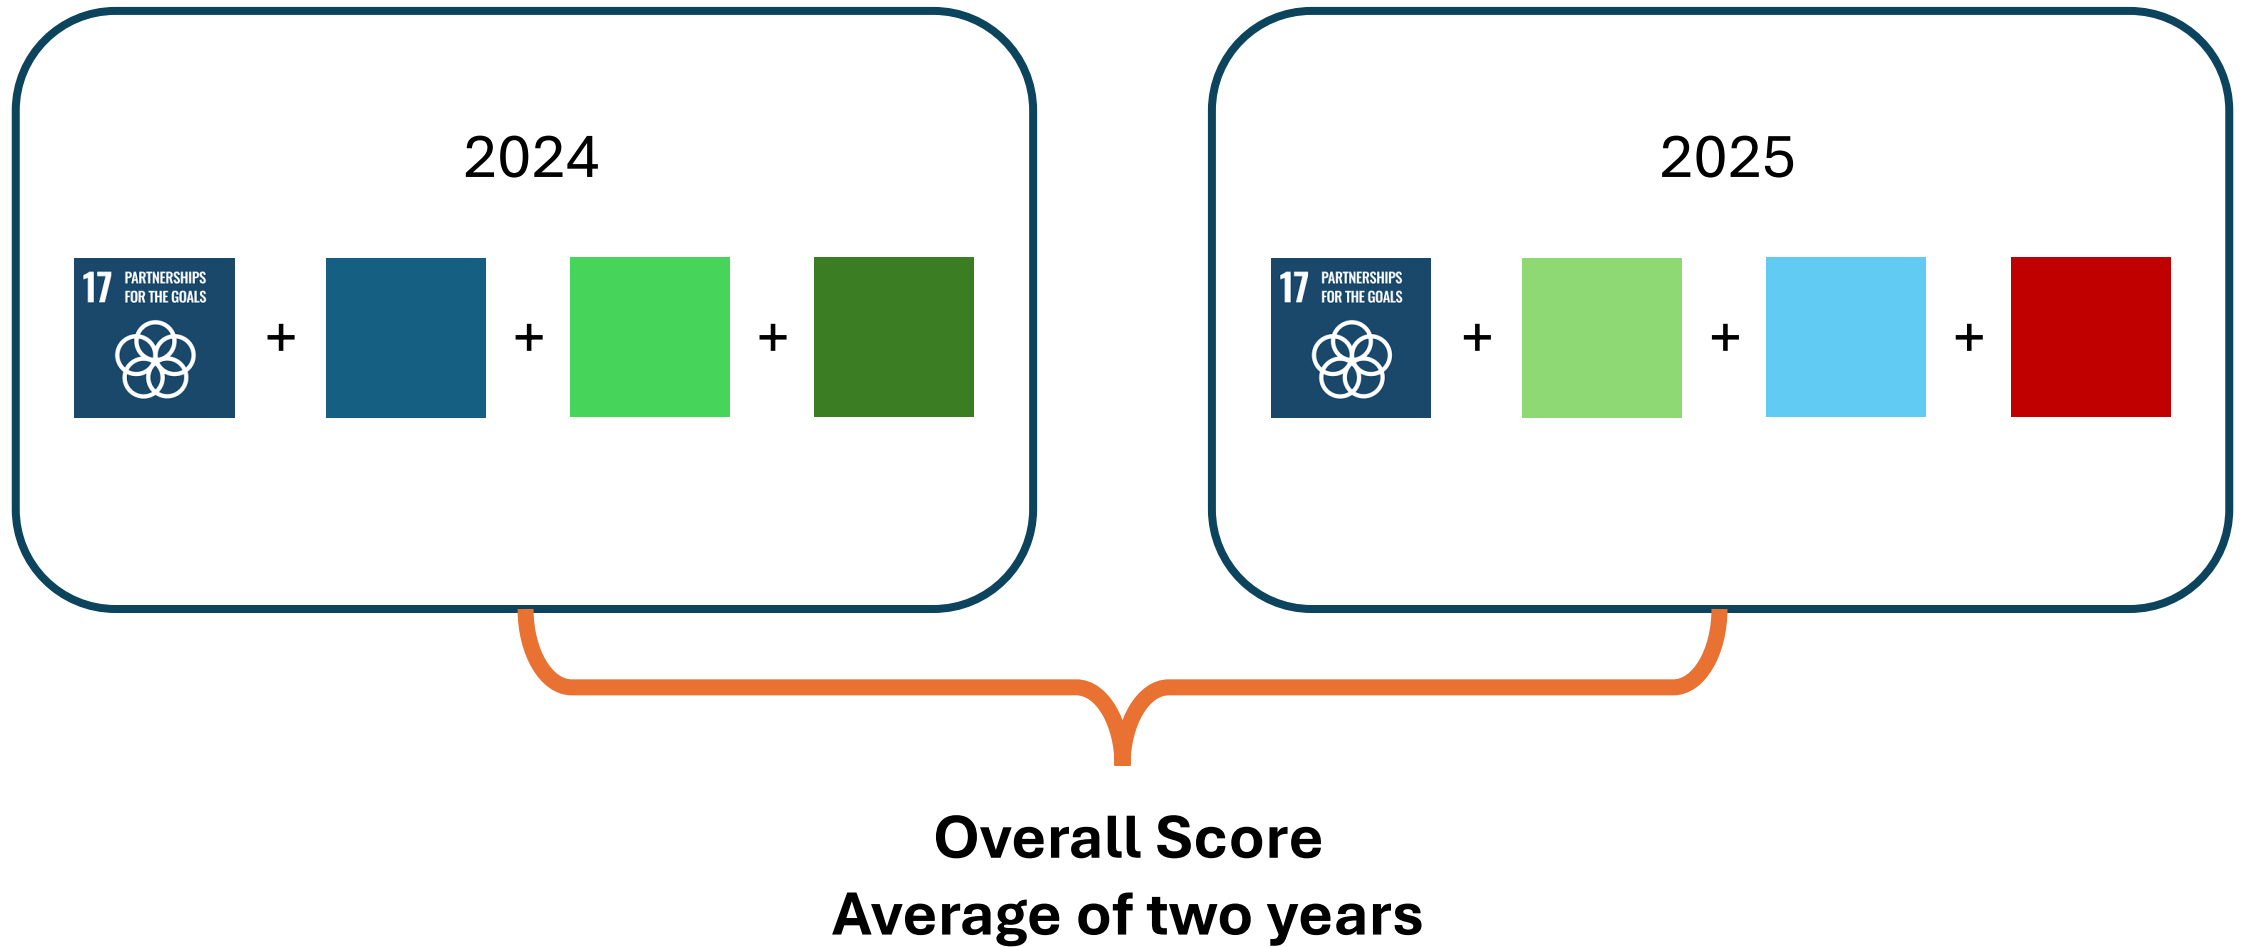 2024
2025
17 PARTNERSHIPS
FOR THE GOALS
+
+
+
17 PARTNERSHIPS
FOR THE GOALS
+
+
+
Overall Score
Average of two years